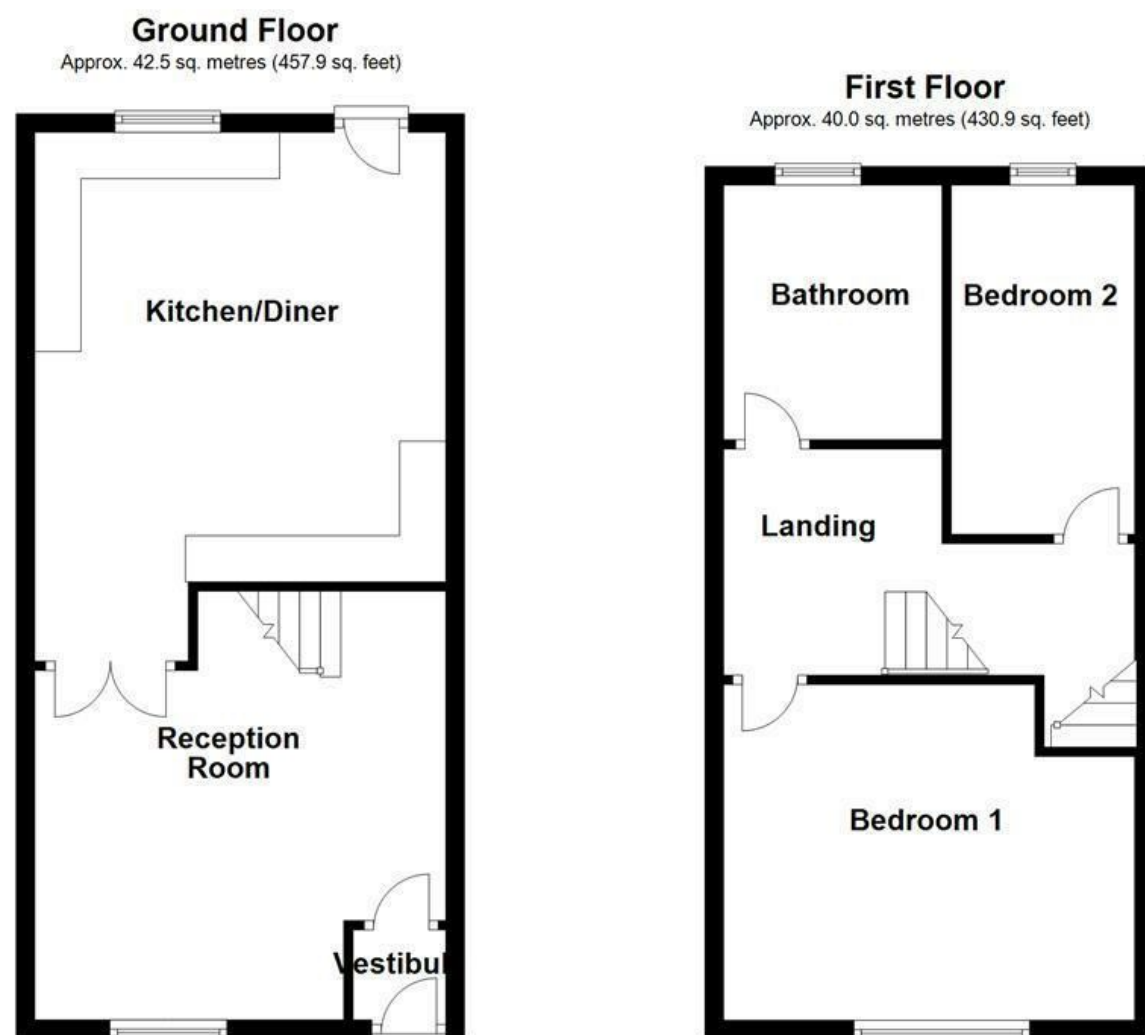 Ground Floor
Approx. 42.5 sq. metres (457.9 sq. feet)
Kitchen/Diner
Reception
Room
Vestibul
First Floor
Approx. 40.0 sq. metres (430.9 sq. feet)
Bathroom
Bedroom 2
Landing
Bedroom 1